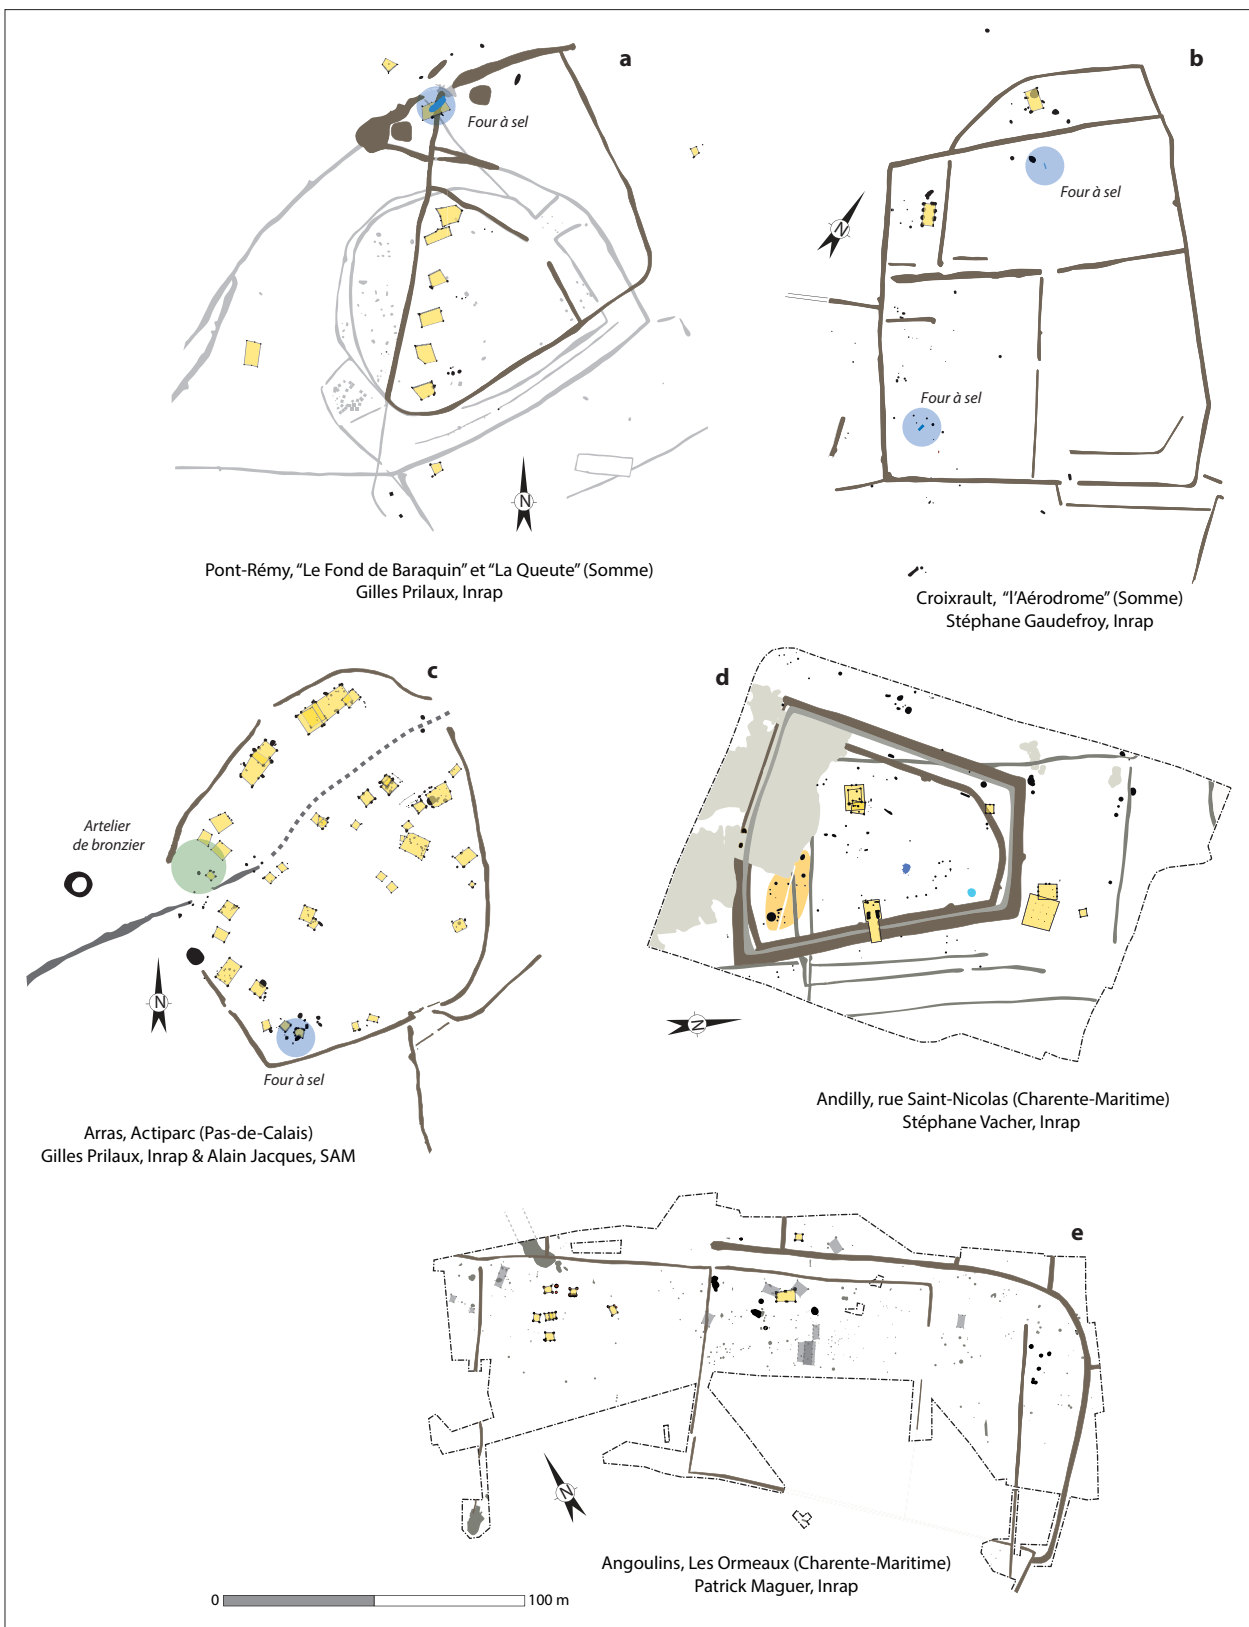 a
Four à sel
N
Pont-Rémy, “Le Fond de Baraquin” et “La Queute” (Somme)
Gilles Prilaux, Inrap
b
Four à sel
N
Four à sel
Croixrault, “l’Aérodrome” (Somme)
Stéphane Gaudefroy, Inrap
c
Artelier
de bronzier
N
Four à sel
Arras, Actiparc (Pas-de-Calais)
Gilles Prilaux, Inrap & Alain Jacques, SAM
d
N
Andilly, rue Saint-Nicolas (Charente-Maritime)
Stéphane Vacher, Inrap
e
N
Angoulins, Les Ormeaux (Charente-Maritime)
Patrick Maguer, Inrap
0 100 m